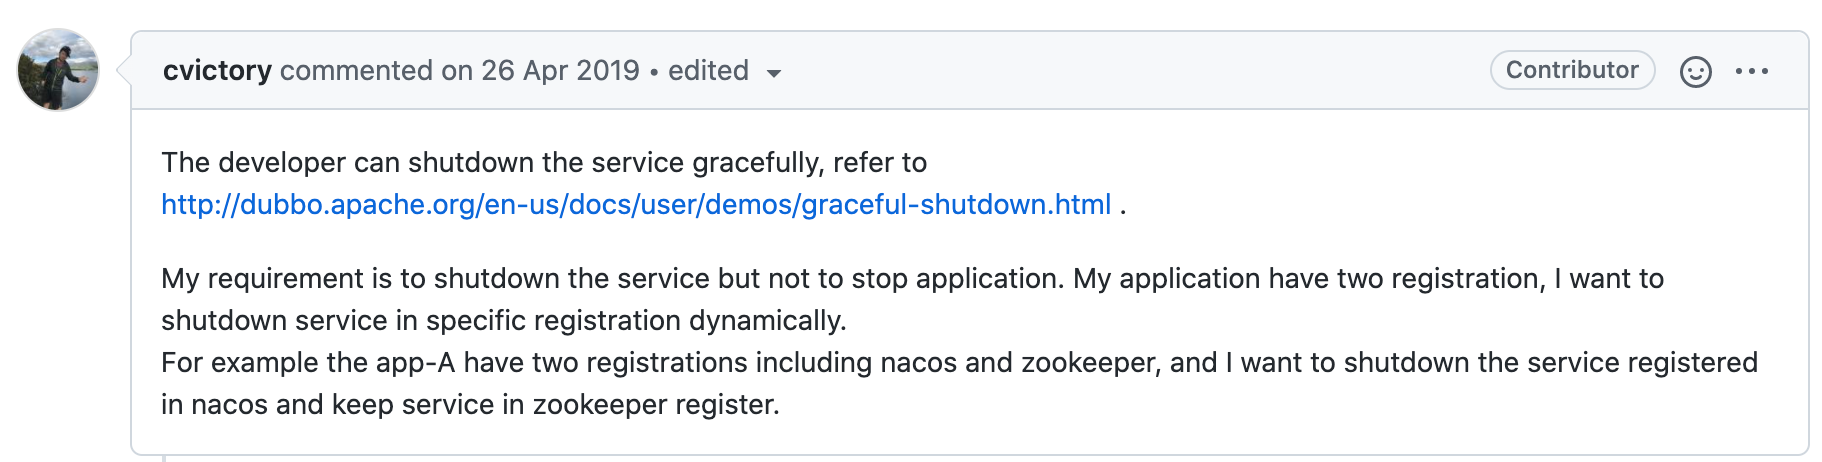 cvictory commented on 26 Apr 2019 • edited
Contributor
The developer can shutdown the service gracefully, refer to
http://dubbo.apache.org/en-us/docs/user/demos/graceful-shutdown.html .
My requirement is to shutdown the service but not to stop application. My application have two registration, I want to
shutdown service in specific registration dynamically.
For example the app-A have two registrations including nacos and zookeeper, and I want to shutdown the service registered
in nacos and keep service in zookeeper register.